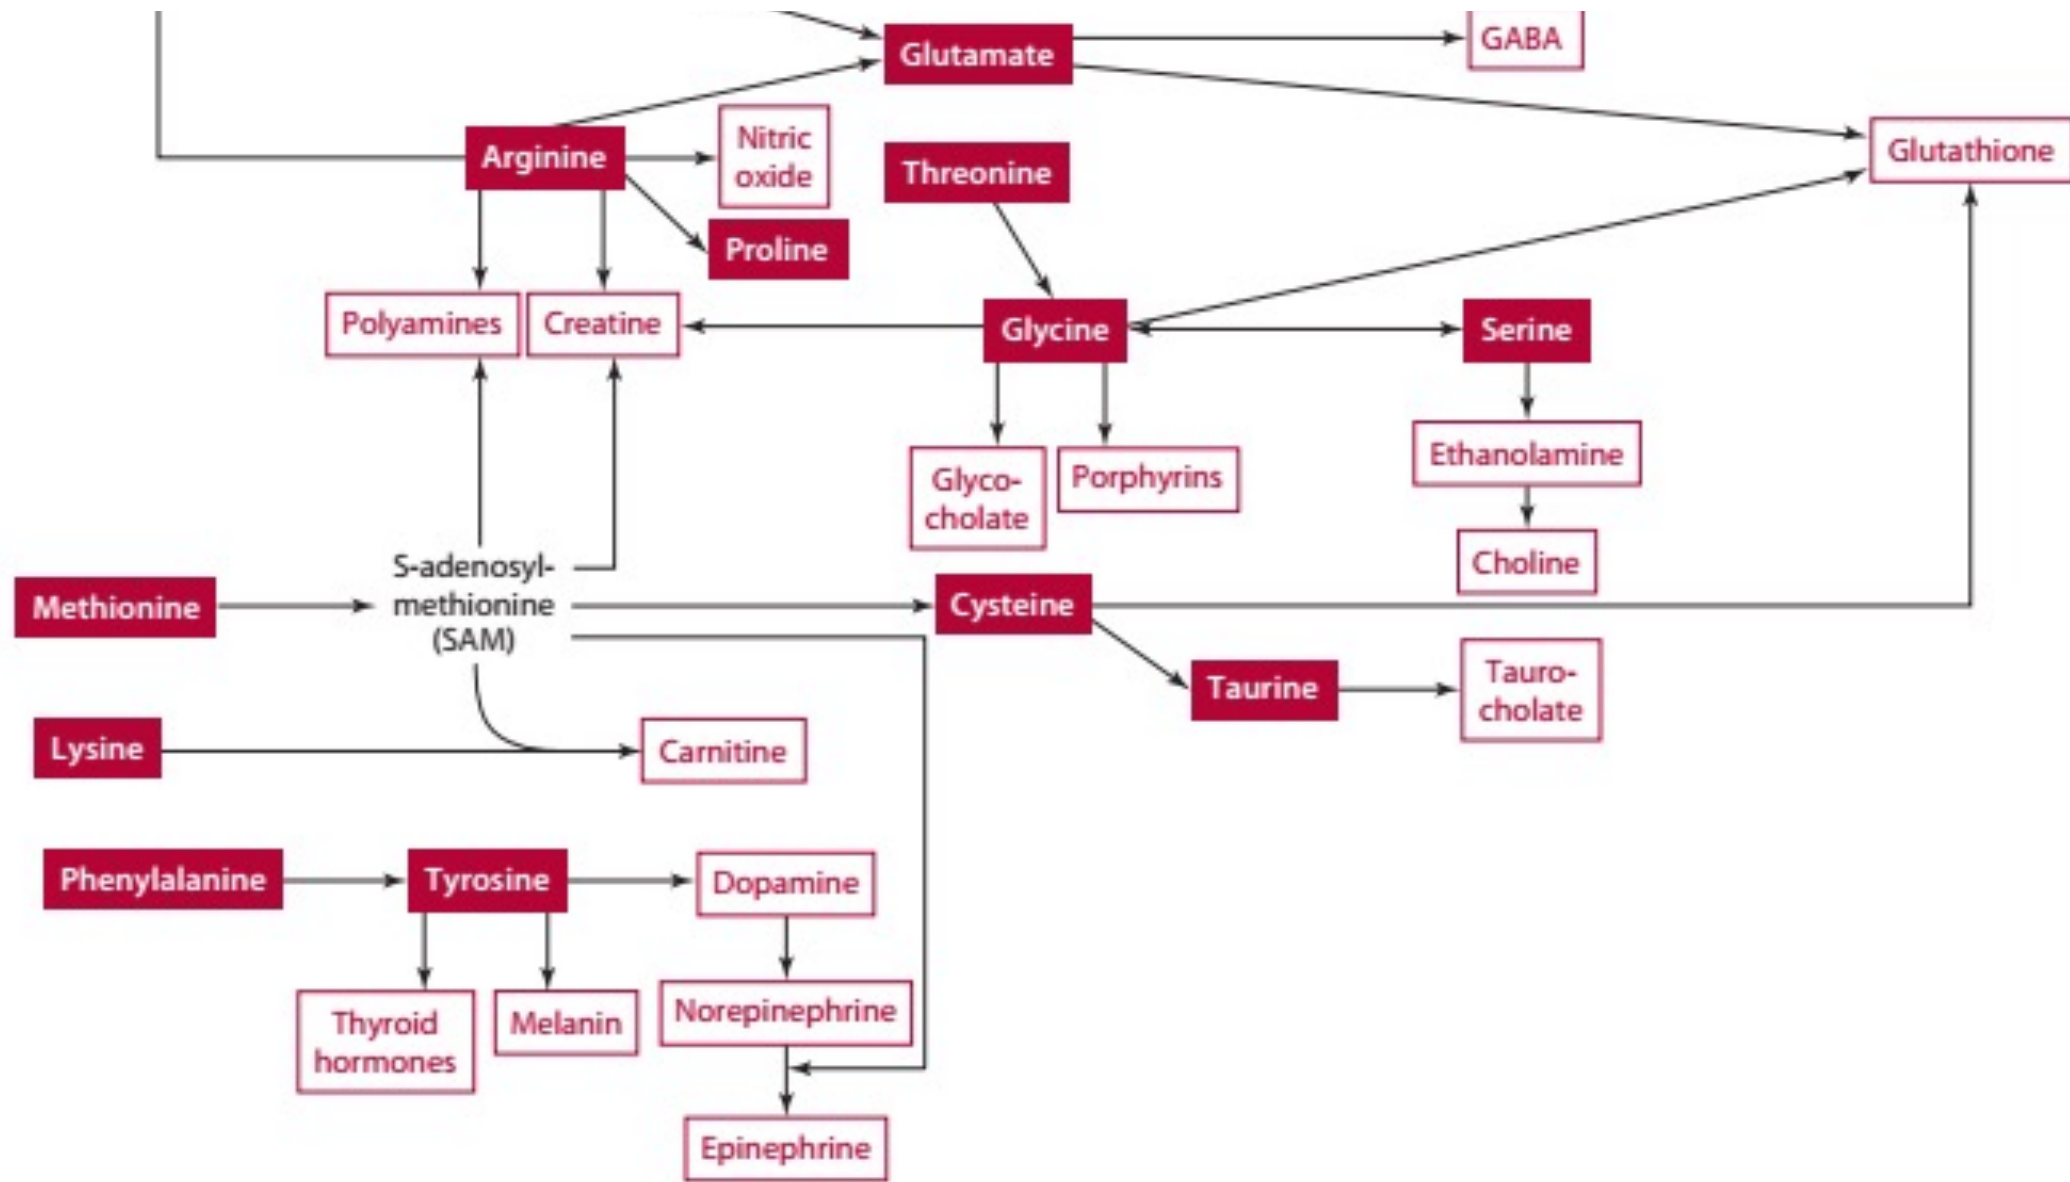 GABA
Glutamate
Nitric
oxide
Glutathione
Arginine
Threonine
Proline
Polyamines
Creatine
Glycine
Serine
Ethanolamine
Glyco-
cholate
Porphyrins
Choline
S-adenosyl-
methionine
(SAM)
Methionine
Cysteine
Taurine
Tauro-
cholate
Lysine
Carnitine
Phenylalanine
Tyrosine
Dopamine
Thyroid
hormones
Melanin
Norepinephrine
Epinephrine